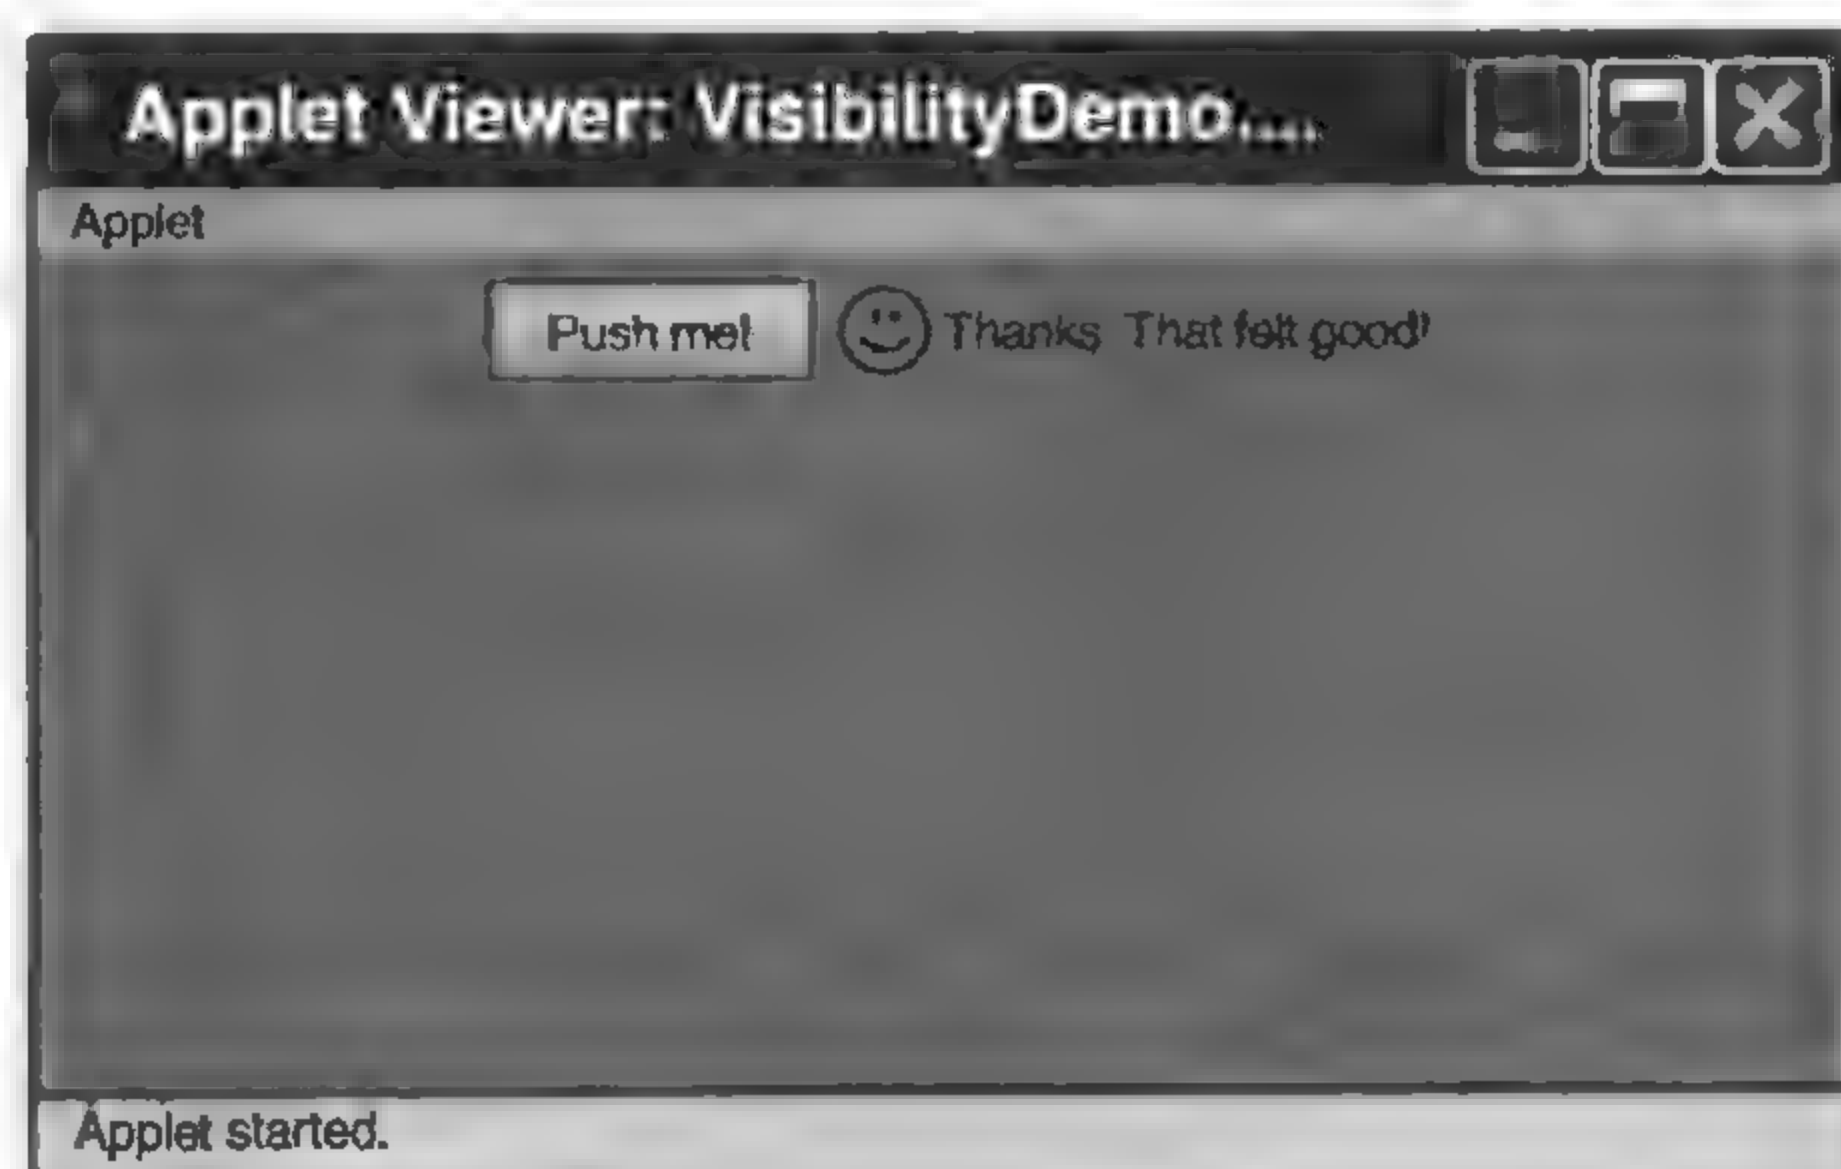 Applet Viewer: VisibilityDemo....
Applet
Push me! Thanks That felt good!
Applet started.